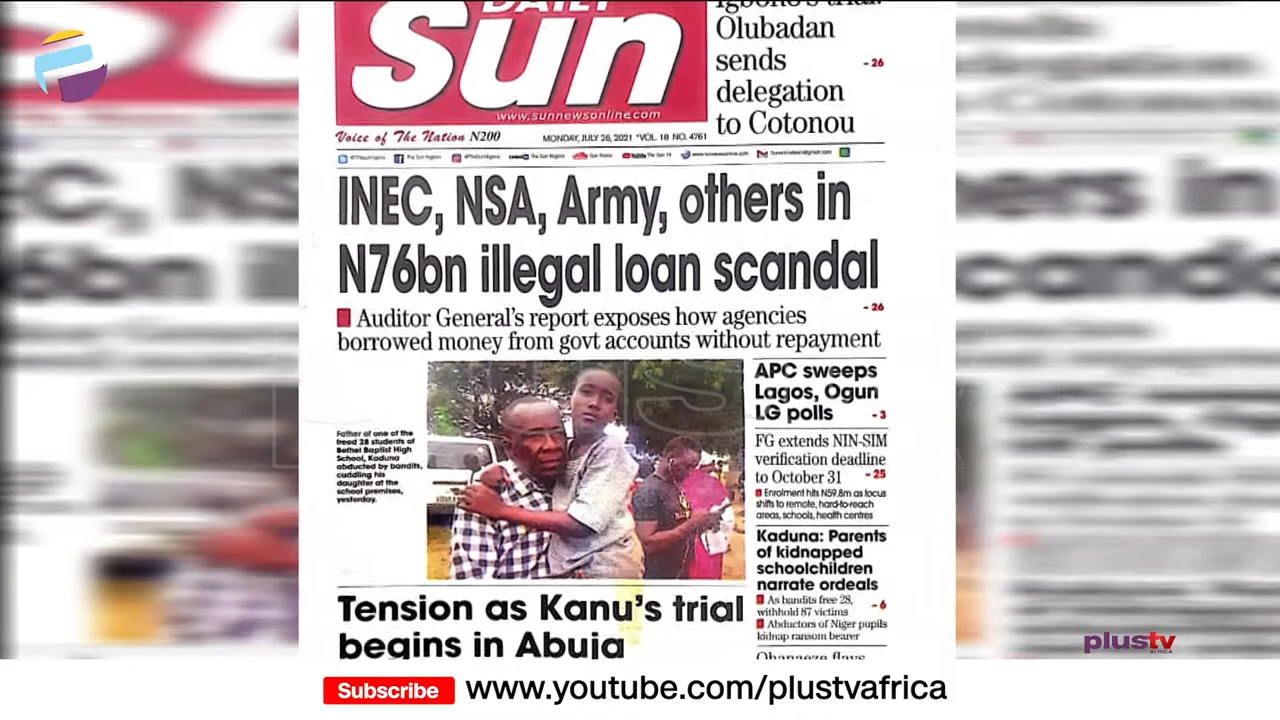 DAILY
Sun
www.sunnewsonline.com
Olubadan
sends
delegation
to Cotonou
- 26
Voice of The Nation N200
MONDAY, JULY 26, 2021 *VOL. 18 NO. 4761
INEC, NSA, Army, others in
N76bn illegal loan scandal
- 26
Auditor General's report exposes how agencies
borrowed money from govt accounts without repayment
Father of one of the
freed 28 students of
Bethel Baptist High
School, Kaduna
abducted by bandits,
cuddling his
daughter at the
school premises,
yesterday.
APC sweeps
Lagos, Ogun
LG polls - 3
FG extends NIN-SIM
verification deadline
to October 31 - 25
Enrolment hits N59.8m as focus
shifts to remote, hard-to-reach
areas, schools, health centres
Kaduna: Parents
of kidnapped
schoolchildren
narrate ordeals
As bandits free 28,
withhold 87 victims
- 6
Abductors of Niger pupils
kidnap ransom bearer
Tension as Kanu's trial
begins in Abuja
plustv
AFRICA
Subscribe www.youtube.com/plustvafrica